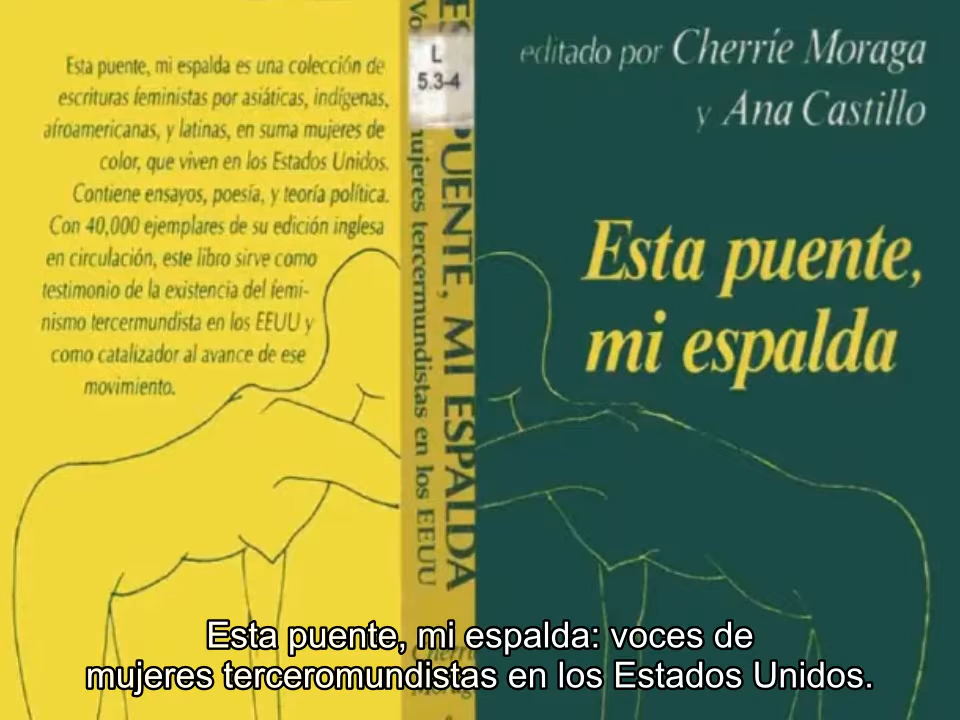 Esta puente, mi espalda es una colección de
escrituras feministas por asiáticas, indígenas,
afroamericanas, y latinas, en suma mujeres de
color, que viven en los Estados Unidos.
Contiene ensayos, poesía, y teoría política.
Con 40,000 ejemplares de su edición inglesa
en circulación, este libro sirve como
testimonio de la existencia del femi-
nismo tercermundista en los EEUU y
como catalizador al avance de ese
movimiento.
L
5.3-4
PUENTE, MI ESPALDA
mujeres tercermundistas en los EEUU
editado por Cherríe Moraga
y Ana Castillo
Esta puente,
mi espalda
Esta puente, mi espalda: voces de
mujeres terceromundistas en los Estados Unidos.